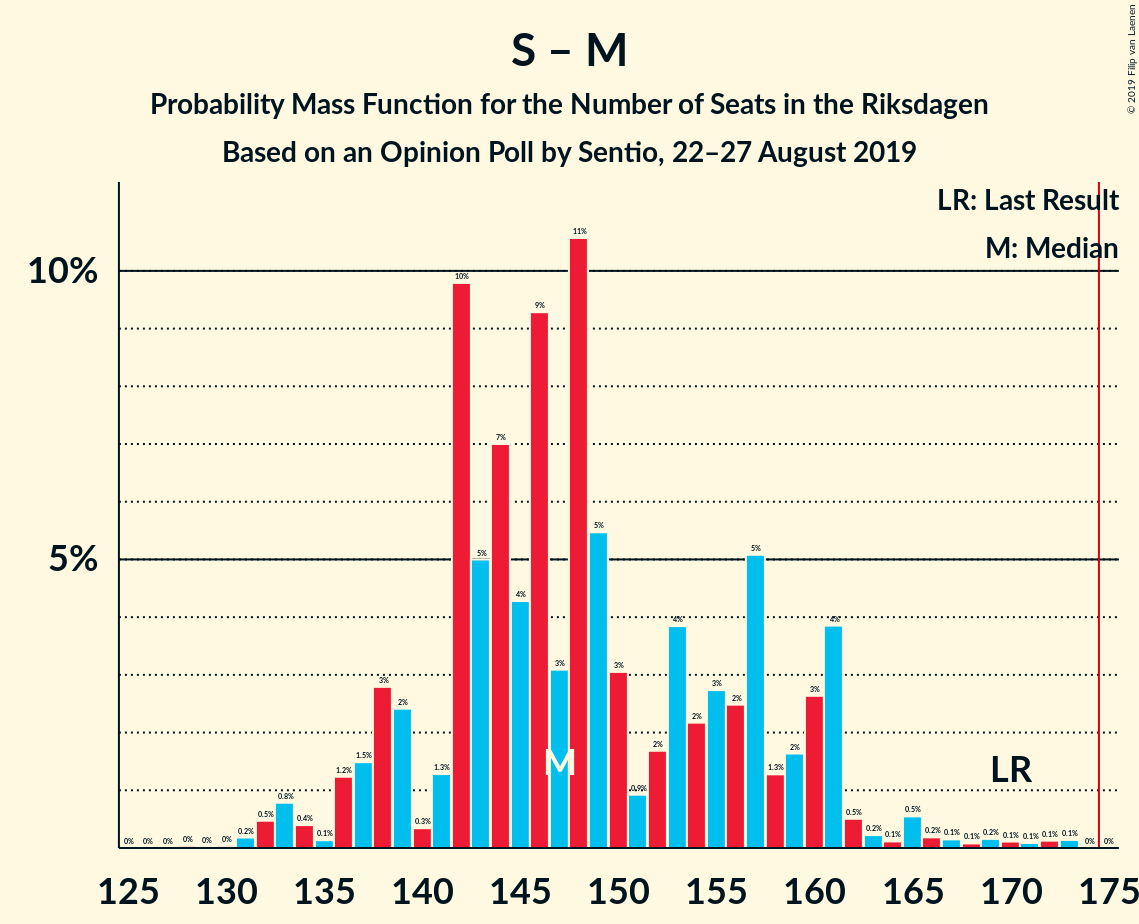 S – M
Probability Mass Function for the Number of Seats in the Riksdagen
Based on an Opinion Poll by Sentio, 22–27 August 2019
© 2019 Filip van Laenen
LR: Last Result
M: Median
10%
5%
0% 0% 0% 0% 0% 0% 0.2% 0.5% 0.8% 0.4% 0.1% 1.2% 1.5% 3% 2% 0.3% 1.3% 10% 5% 7% 4% 9% 3% 11% 5% 3% 0.9% 2% 4% 2% 3% 2% 5% 1.3% 2% 3% 4% 0.5% 0.2% 0.1% 0.5% 0.2% 0.1% 0.1% 0.2% 0.1% 0.1% 0.1% 0.1% 0% 0%
M
LR
125 130 135 140 145 150 155 160 165 170 175